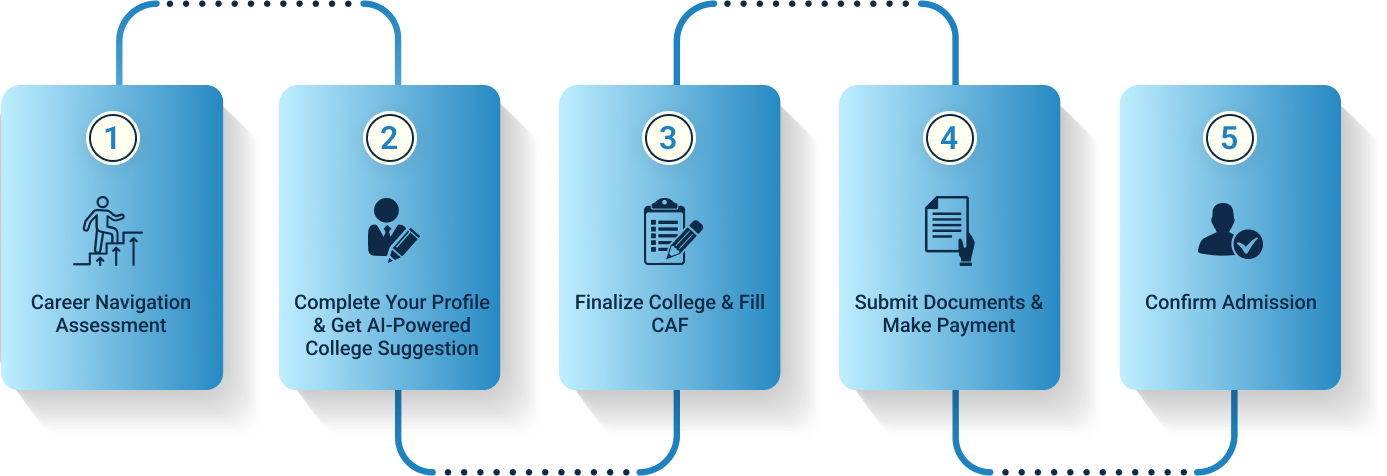 1
Career Navigation
Assessment
2
Complete Your Profile
& Get AI-Powered
College Suggestion
3
Finalize College & Fill
CAF
4
Submit Documents &
Make Payment
5
Confirm Admission